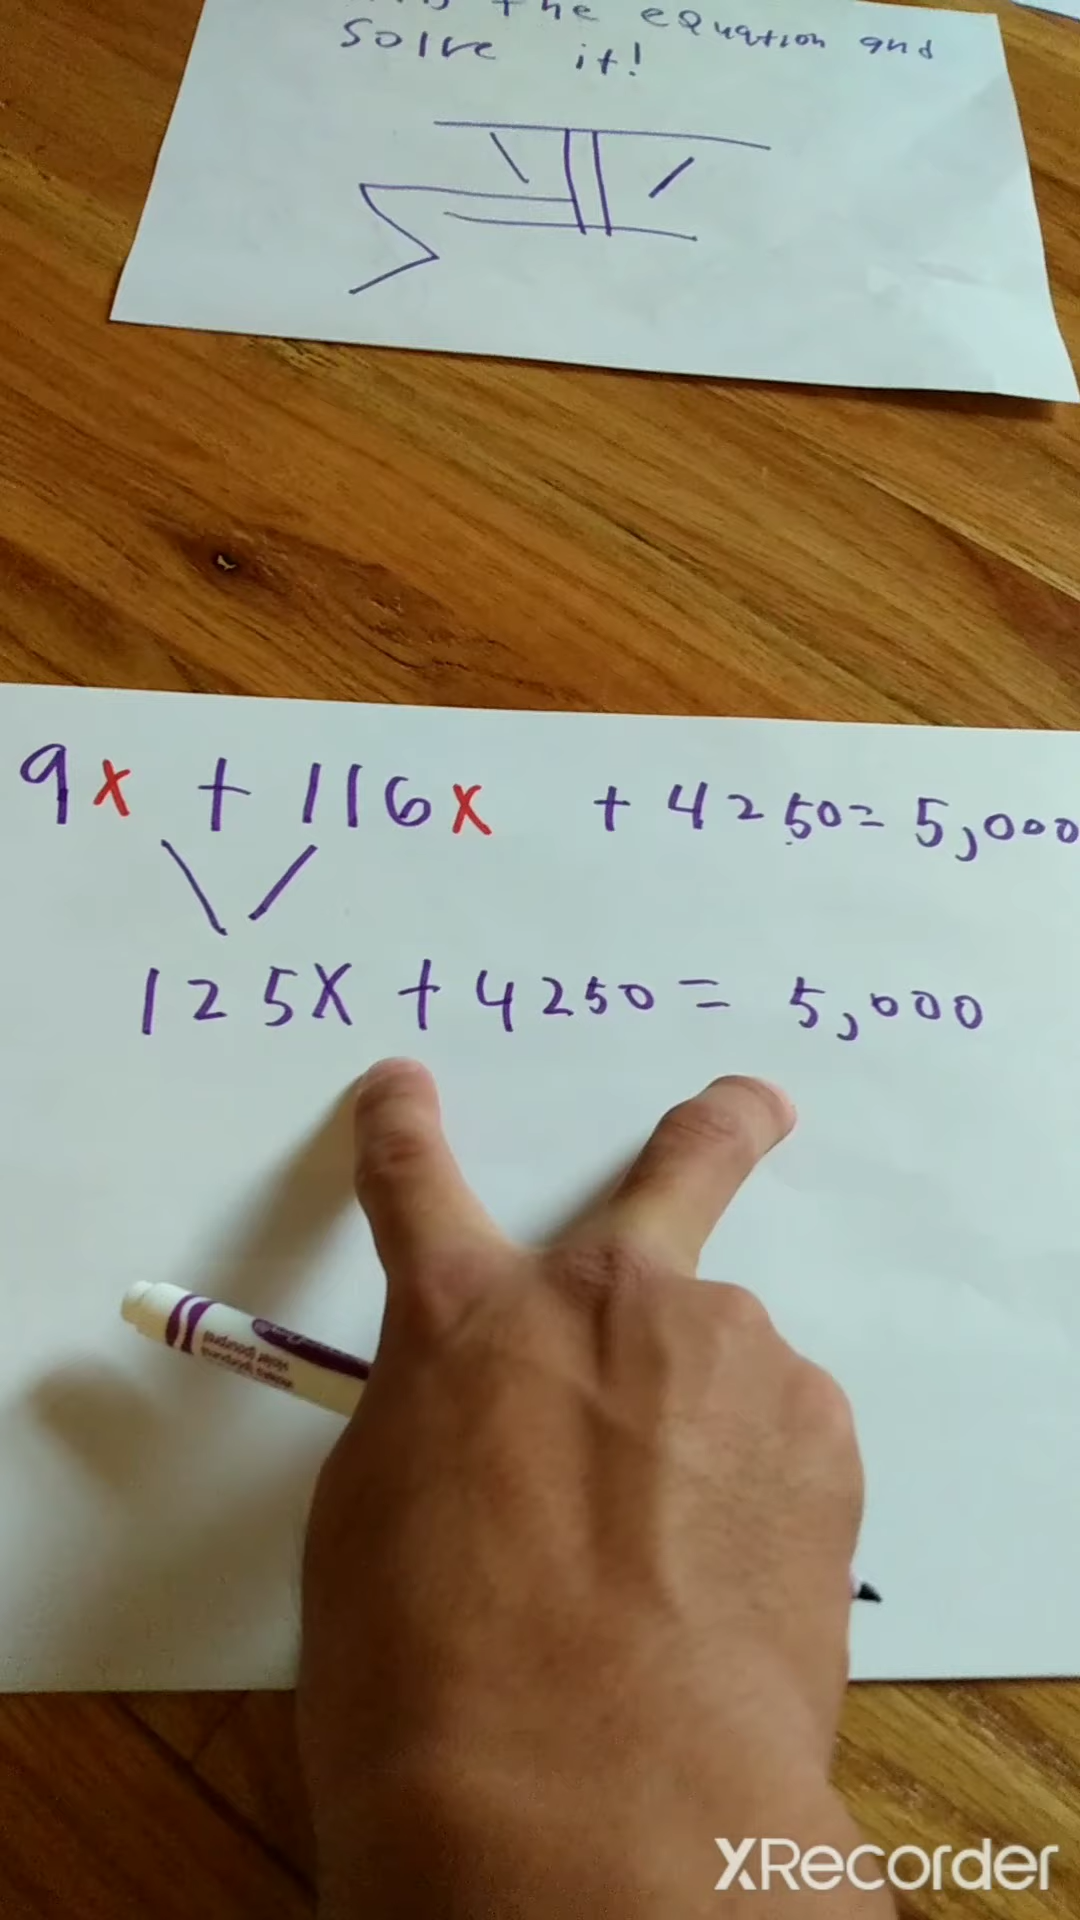 the equation and
solve it!
9x + 116x + 4250= 5,000
125x + 4250 = 5,000
XRecorder